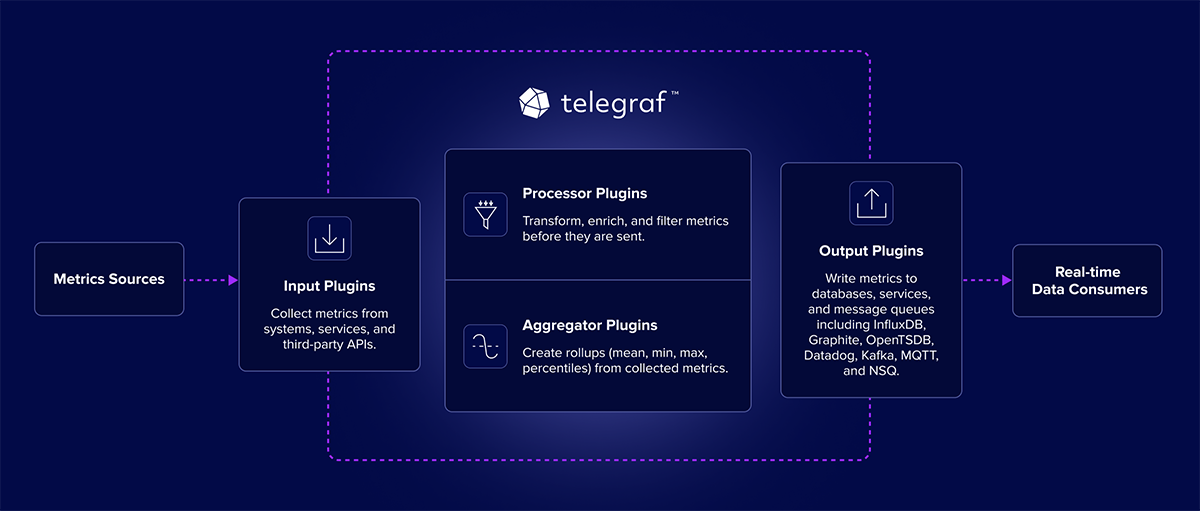 telegraf™
Metrics Sources
Input Plugins
Collect metrics from
systems, services, and
third-party APIs.
Processor Plugins
Transform, enrich, and filter metrics
before they are sent.
Aggregator Plugins
Create rollups (mean, min, max,
percentiles) from collected metrics.
Output Plugins
Write metrics to
databases, services,
and message queues
including InfluxDB,
Graphite, OpenTSDB,
Datadog, Kafka, MQTT,
and NSQ.
Real-time
Data Consumers